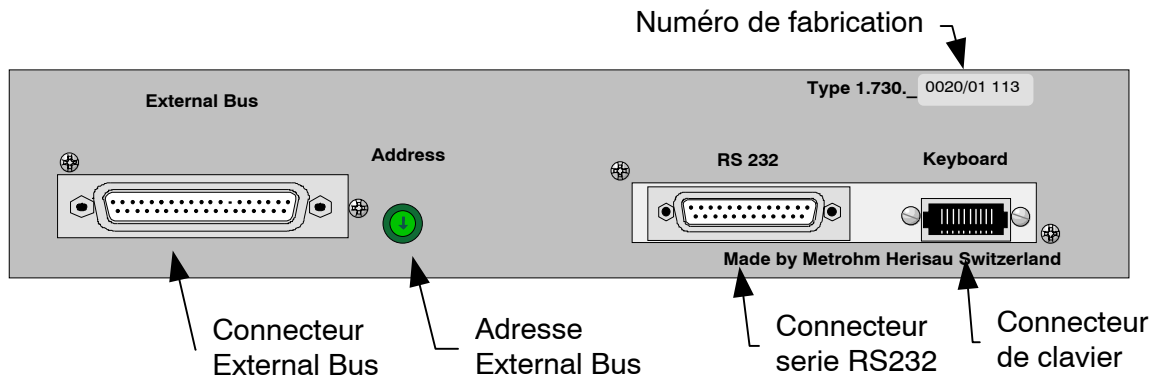 Numéro de fabrication
Type 1.730._ 0020/01 113
External Bus
Address
RS 232
Keyboard
Made by Metrohm Herisau Switzerland
Connecteur
External Bus
Adresse
External Bus
Connecteur
serie RS232
Connecteur
de clavier